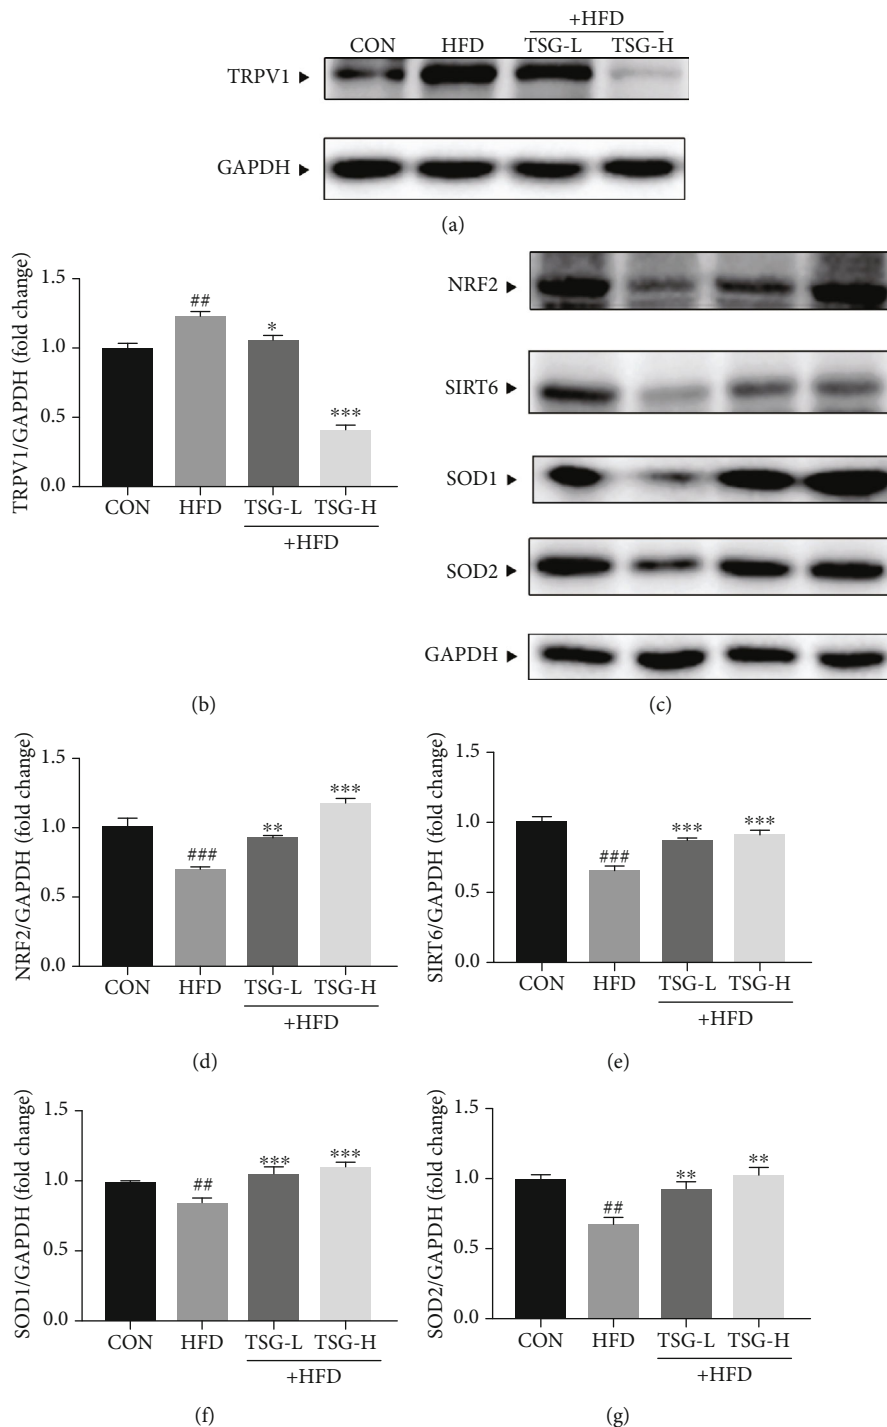 +HFD
CON HFD TSG-L TSG-H
TRPV1
GAPDH
(a)
TRPV1/GAPDH (fold change)
1.5
1.0
0.5
0.0
##
*
***
CON HFD TSG-L TSG-H
+HFD
(b)
NRF2
SIRT6
SOD1
SOD2
GAPDH
(c)
NRF2/GAPDH (fold change)
1.5
1.0
0.5
0.0
###
**
***
CON HFD TSG-L TSG-H
+HFD
(d)
SIRT6/GAPDH (fold change)
1.5
1.0
0.5
0.0
###
***
***
CON HFD TSG-L TSG-H
+HFD
(e)
SOD1/GAPDH (fold change)
1.5
1.0
0.5
0.0
##
***
***
CON HFD TSG-L TSG-H
+HFD
(f)
SOD2/GAPDH (fold change)
1.5
1.0
0.5
0.0
##
**
**
CON HFD TSG-L TSG-H
+HFD
(g)